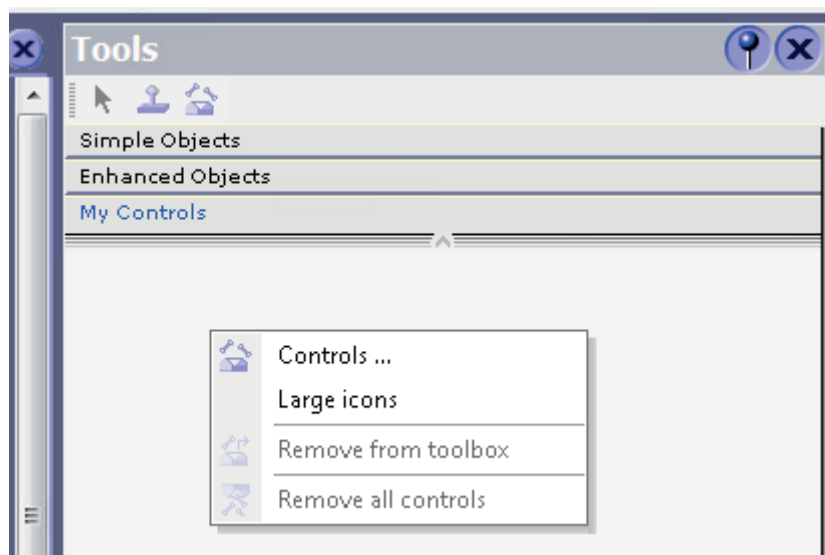 Tools
Simple Objects
Enhanced Objects
My Controls
Controls ...
Large icons
Remove from toolbox
Remove all controls